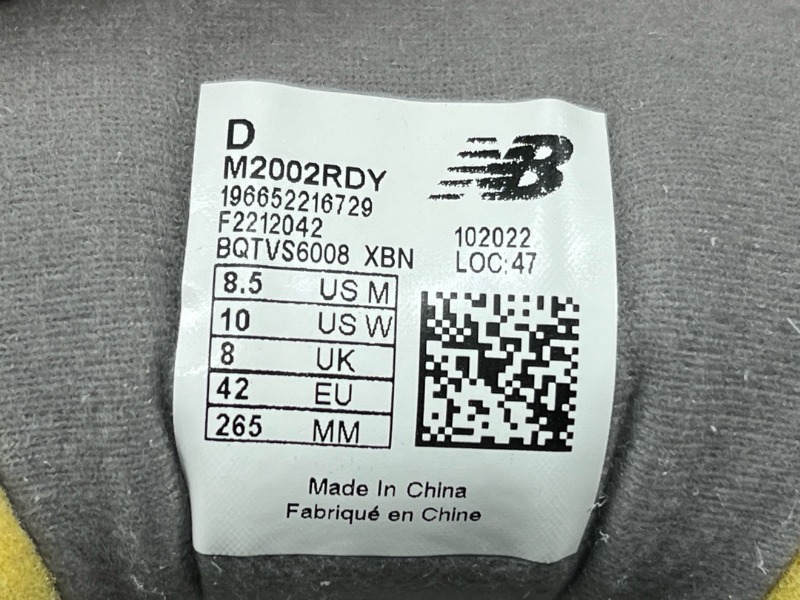 D
M2002RDY
196652216729
F2212042
BQTVS6008 XBN
NB
102022
LOC:47
8.5 US M
10 US W
8 UK
42 EU
265 MM
Made In China
Fabriqué en Chine